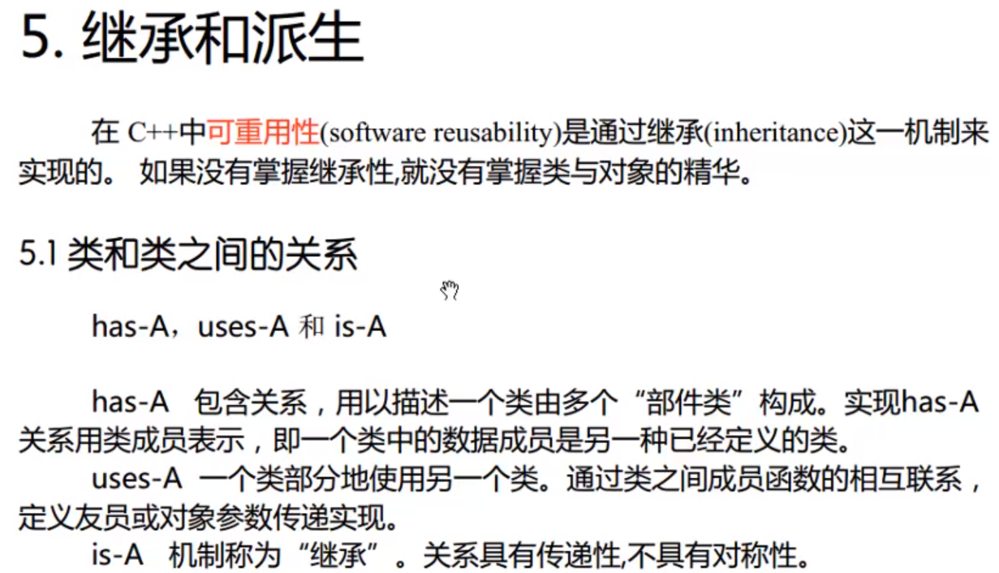 5. 继承和派生
在 C++中可重用性(software reusability)是通过继承(inheritance)这一机制来
实现的。 如果没有掌握继承性,就没有掌握类与对象的精华。
5.1 类和类之间的关系
has-A，uses-A 和 is-A
has-A 包含关系，用以描述一个类由多个“部件类”构成。实现has-A
关系用类成员表示，即一个类中的数据成员是另一种已经定义的类。
uses-A 一个类部分地使用另一个类。通过类之间成员函数的相互联系，
定义友员或对象参数传递实现。
is-A 机制称为“继承”。关系具有传递性,不具有对称性。